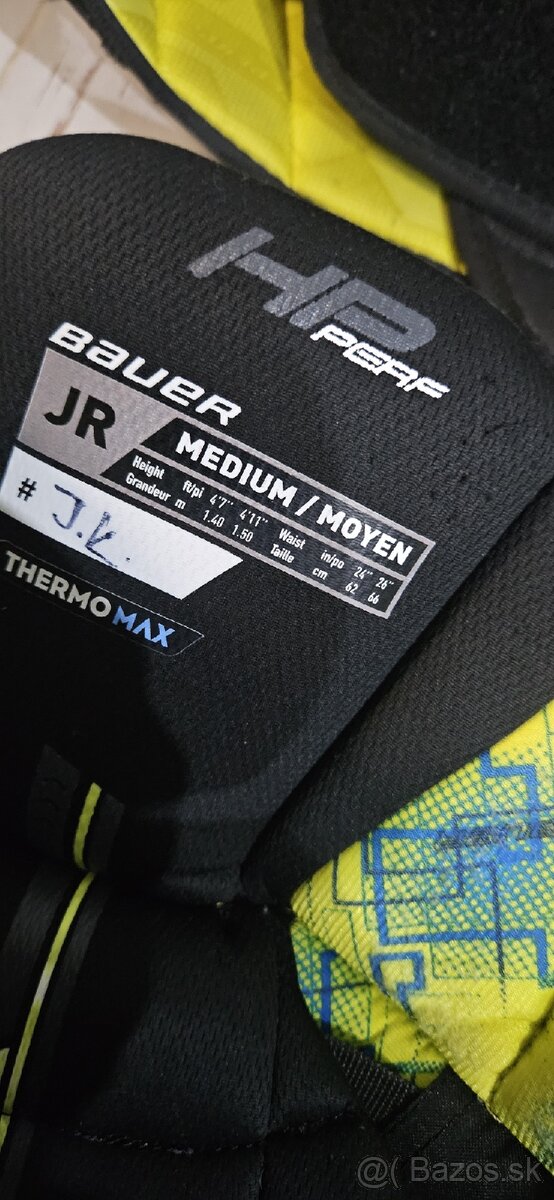 HP
PERF
BAUER
JR
MEDIUM / MOYEN
Height ft/pi 4'7" 4'11" Waist in/po 24" 26"
Grandeur m 1.40 1.50 Taille cm 62 66
# J.K.
THERMO MAX
@( Bazos.sk